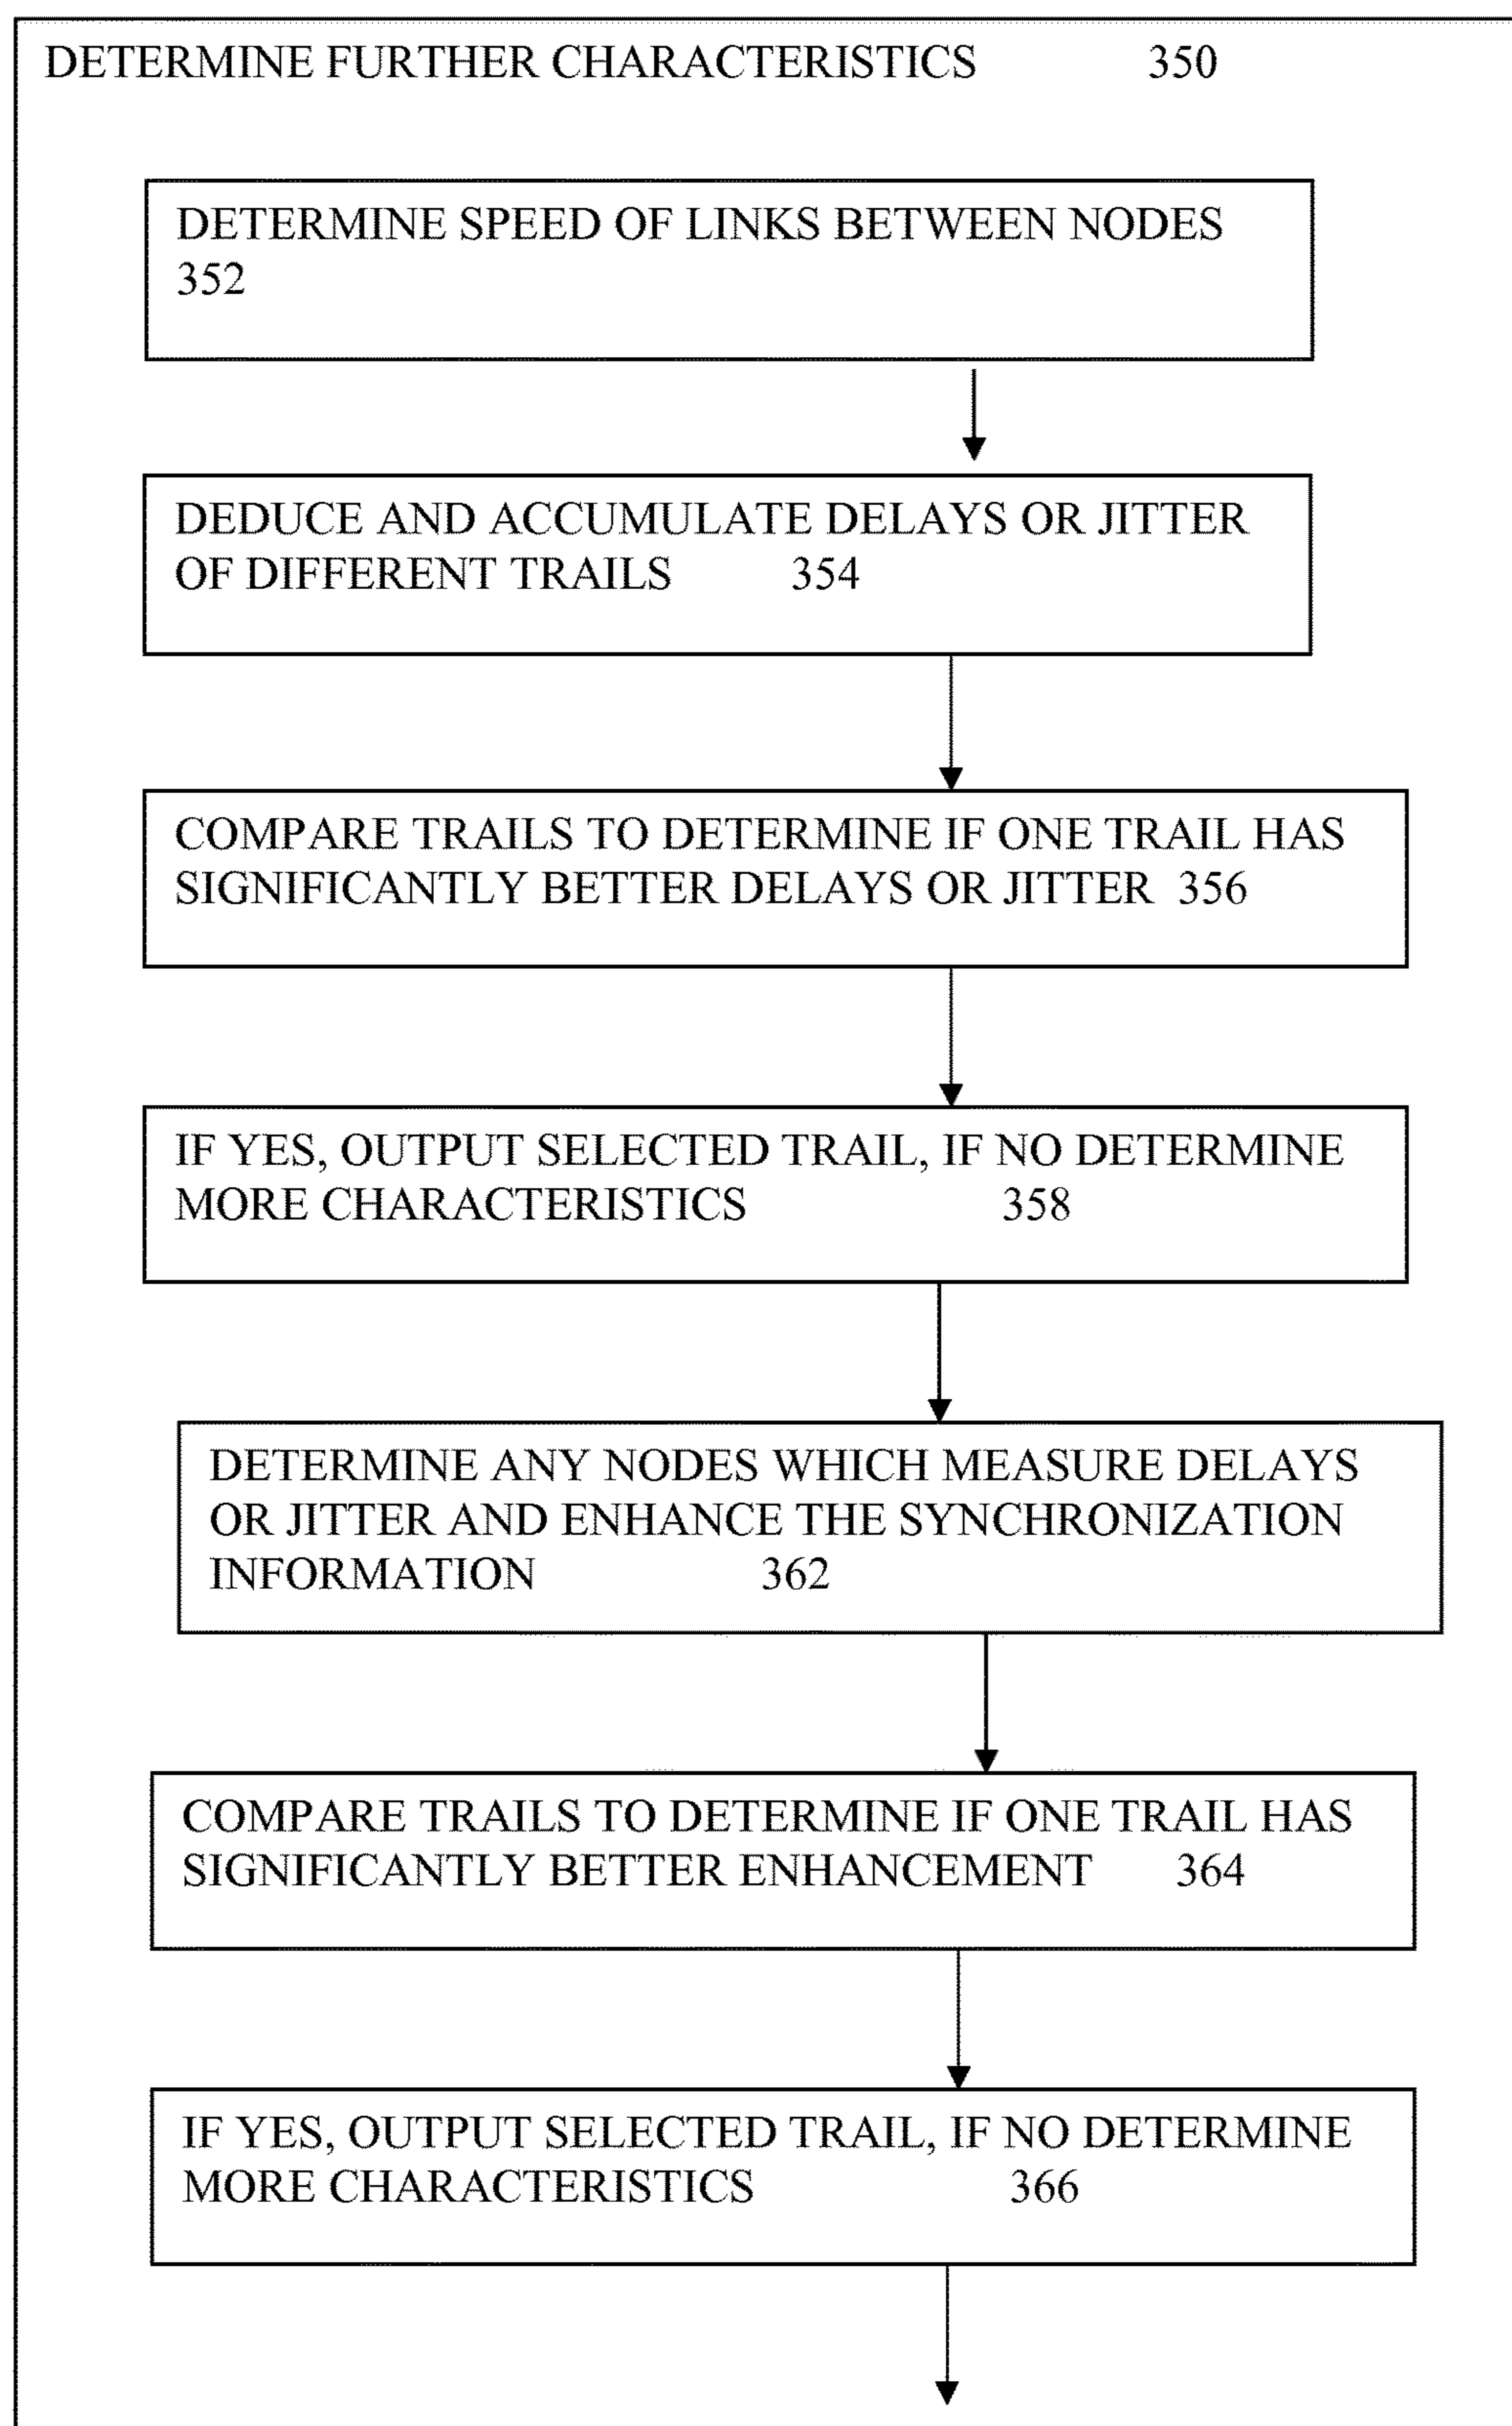 DETERMINE FURTHER CHARACTERISTICS 350
DETERMINE SPEED OF LINKS BETWEEN NODES
352
DEDUCE AND ACCUMULATE DELAYS OR JITTER
OF DIFFERENT TRAILS 354
COMPARE TRAILS TO DETERMINE IF ONE TRAIL HAS
SIGNIFICANTLY BETTER DELAYS OR JITTER 356
IF YES, OUTPUT SELECTED TRAIL, IF NO DETERMINE
MORE CHARACTERISTICS 358
DETERMINE ANY NODES WHICH MEASURE DELAYS
OR JITTER AND ENHANCE THE SYNCHRONIZATION
INFORMATION 362
COMPARE TRAILS TO DETERMINE IF ONE TRAIL HAS
SIGNIFICANTLY BETTER ENHANCEMENT 364
IF YES, OUTPUT SELECTED TRAIL, IF NO DETERMINE
MORE CHARACTERISTICS 366